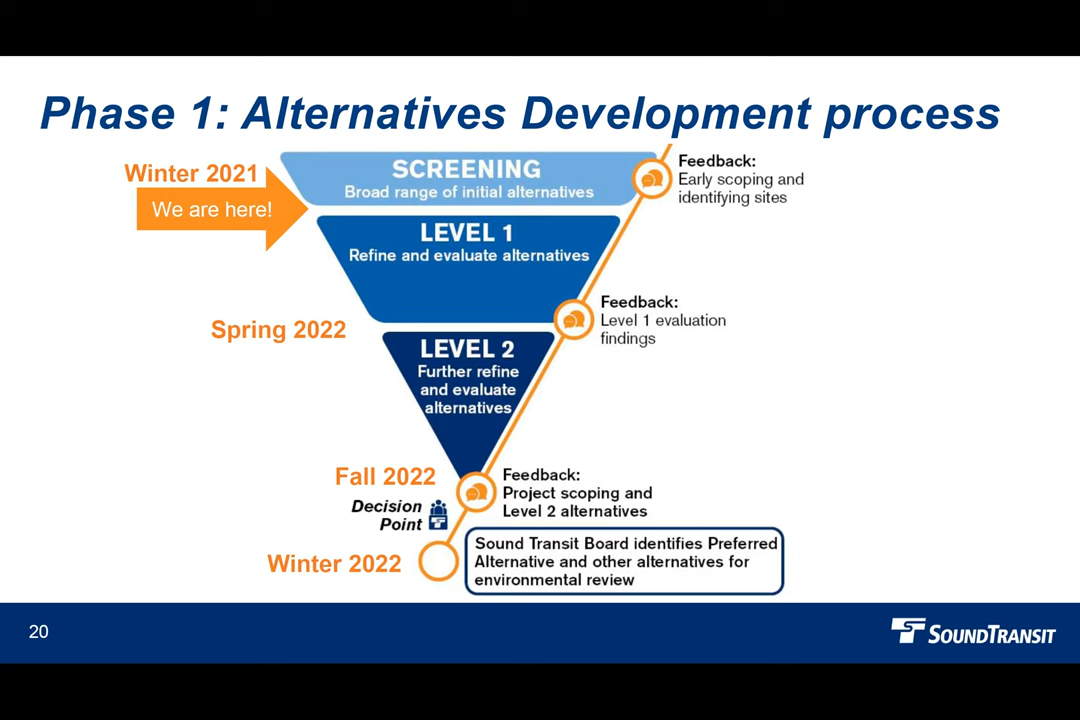 Phase 1: Alternatives Development process
Winter 2021
We are here!
SCREENING
Broad range of initial alternatives
Feedback:
Early scoping and
identifying sites
LEVEL 1
Refine and evaluate alternatives
Feedback:
Level 1 evaluation
findings
Spring 2022
LEVEL 2
Further refine
and evaluate
alternatives
Fall 2022
Feedback:
Project scoping and
Level 2 alternatives
Decision
Point
Winter 2022
Sound Transit Board identifies Preferred
Alternative and other alternatives for
environmental review
20
SOUNDTRANSIT